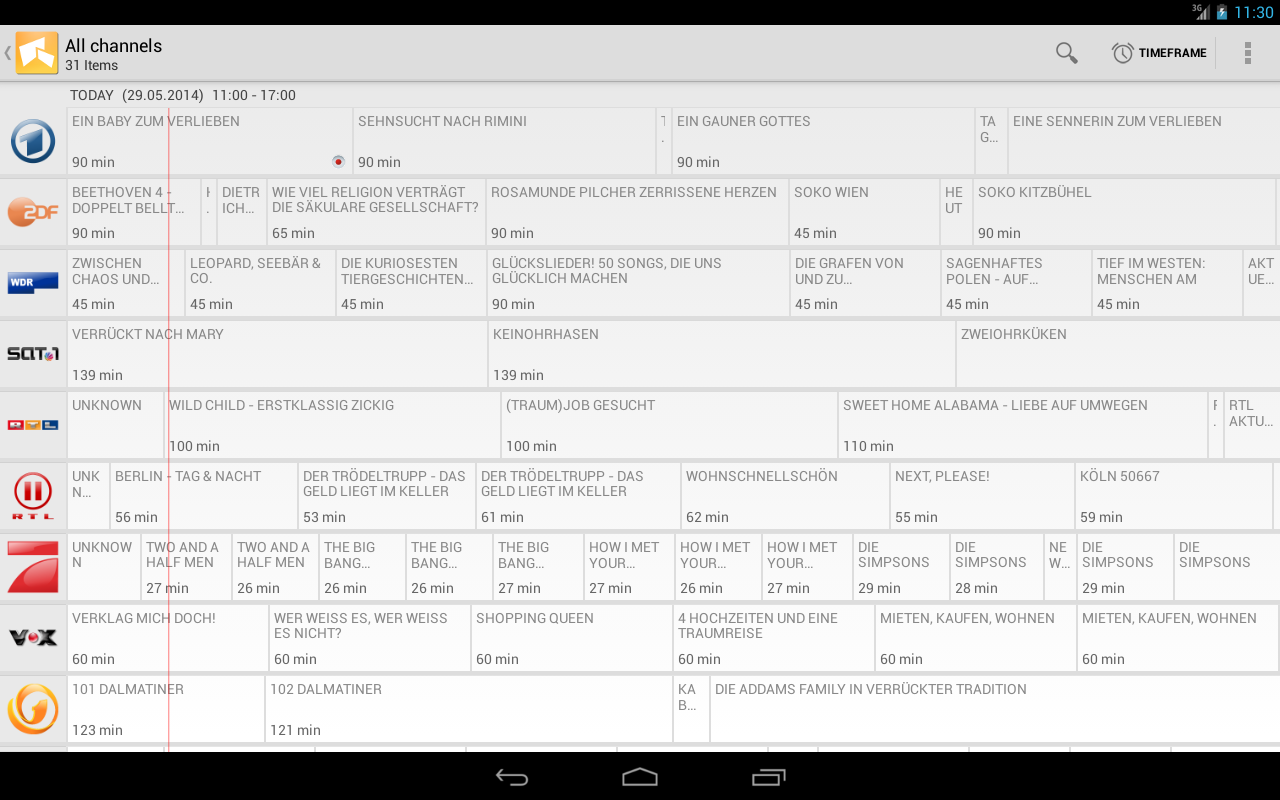 3G 11:30
All channels
31 Items
TIMEFRAME
TODAY (29.05.2014) 11:00 - 17:00
1
EIN BABY ZUM VERLIEBEN
90 min
SEHNSUCHT NACH RIMINI
90 min
T
.
EIN GAUNER GOTTES
90 min
TA
G...
EINE SENNERIN ZUM VERLIEBEN
ZDF
BEETHOVEN 4 -
DOPPELT BELLT...
90 min
DIETR
ICH...
WIE VIEL RELIGION VERTRÄGT
DIE SÄKULARE GESELLSCHAFT?
65 min
ROSAMUNDE PILCHER ZERRISSENE HERZEN
90 min
SOKO WIEN
45 min
HE
UT
SOKO KITZBÜHEL
90 min
WDR
ZWISCHEN
CHAOS UND...
45 min
LEOPARD, SEEBÄR &
CO.
45 min
DIE KURIOSESTEN
TIERGESCHICHTEN...
45 min
GLÜCKSLIEDER! 50 SONGS, DIE UNS
GLÜCKLICH MACHEN
90 min
DIE GRAFEN VON
UND ZU...
45 min
SAGENHAFTES
POLEN - AUF...
45 min
TIEF IM WESTEN:
MENSCHEN AM
45 min
AKT
UE...
SAT.1
VERRÜCKT NACH MARY
139 min
KEINOHRHASEN
139 min
ZWEIOHRKÜKEN
UNKNOWN
WILD CHILD - ERSTKLASSIG ZICKIG
100 min
(TRAUM)JOB GESUCHT
100 min
SWEET HOME ALABAMA - LIEBE AUF UMWEGEN
110 min
RTL
AKTU...
RTL
UNK
N...
BERLIN - TAG & NACHT
56 min
DER TRÖDELTRUPP - DAS
GELD LIEGT IM KELLER
53 min
DER TRÖDELTRUPP - DAS
GELD LIEGT IM KELLER
61 min
WOHNSCHNELLSCHÖN
62 min
NEXT, PLEASE!
55 min
KÖLN 50667
59 min
UNKNOW
N
TWO AND A
HALF MEN
27 min
TWO AND A
HALF MEN
26 min
THE BIG
BANG...
26 min
THE BIG
BANG...
26 min
THE BIG
BANG...
27 min
HOW I MET
YOUR...
27 min
HOW I MET
YOUR...
26 min
HOW I MET
YOUR...
27 min
DIE
SIMPSONS
29 min
DIE
SIMPSONS
28 min
NE
W...
DIE
SIMPSONS
29 min
DIE
SIMPSONS
VOX
VERKLAG MICH DOCH!
60 min
WER WEISS ES, WER WEISS
ES NICHT?
60 min
SHOPPING QUEEN
60 min
4 HOCHZEITEN UND EINE
TRAUMREISE
60 min
MIETEN, KAUFEN, WOHNEN
60 min
MIETEN, KAUFEN, WOHNEN
60 min
101 DALMATINER
123 min
102 DALMATINER
121 min
KA
B...
DIE ADDAMS FAMILY IN VERRÜCKTER TRADITION